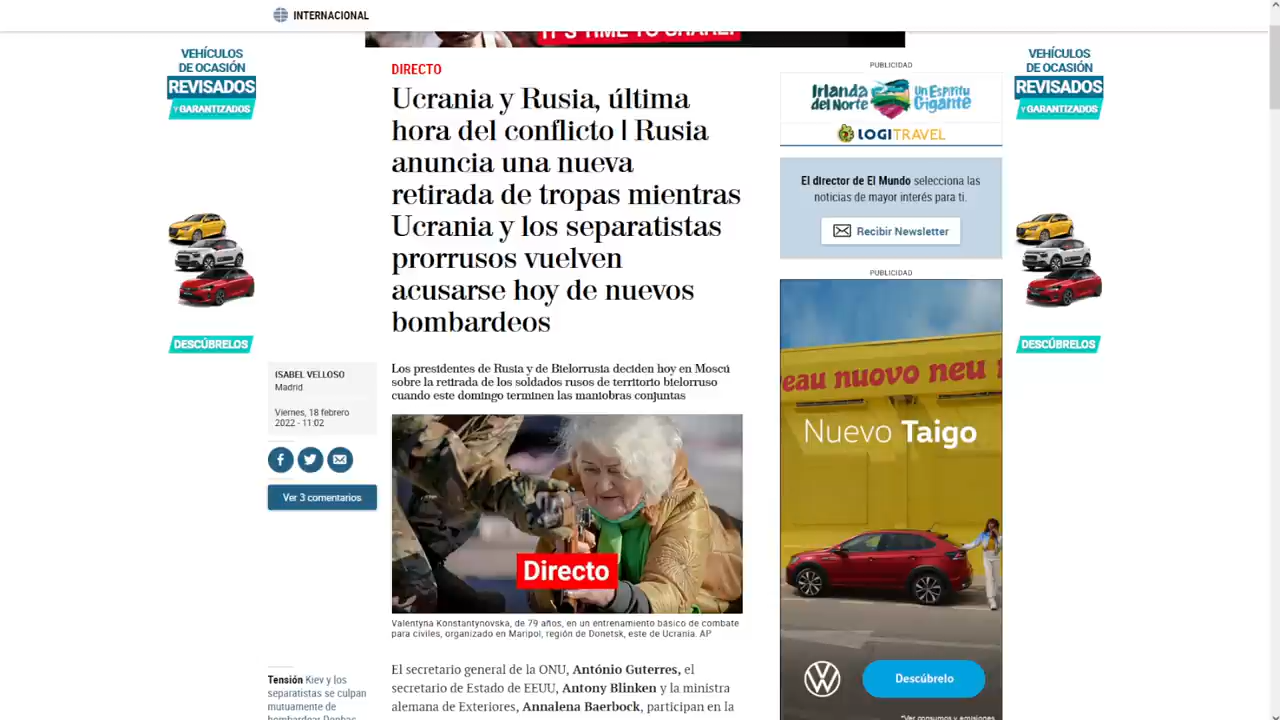 INTERNACIONAL
IT'S TIME TO SHARE!
VEHÍCULOS
DE OCASIÓN
REVISADOS
Y GARANTIZADOS
DESCÚBRELOS
DIRECTO
Ucrania y Rusia, última
hora del conflicto | Rusia
anuncia una nueva
retirada de tropas mientras
Ucrania y los separatistas
prorrusos vuelven
acusarse hoy de nuevos
bombardeos
Los presidentes de Rusia y de Bielorrusia deciden hoy en Moscú
sobre la retirada de los soldados rusos de territorio bielorruso
cuando este domingo terminen las maniobras conjuntas
ISABEL VELLOSO
Madrid
Viernes, 18 febrero
2022 - 11:02
Ver 3 comentarios
Directo
Valentyna Konstantynovska, de 79 años, en un entrenamiento básico de combate
para civiles, organizado en Maripol, región de Donetsk, este de Ucrania. AP
El secretario general de la ONU, António Guterres, el
secretario de Estado de EEUU, Antony Blinken y la ministra
alemana de Exteriores, Annalena Baerbock, participan en la
Tensión Kiev y los
separatistas se culpan
mutuamente de
bombardear Donbás
PUBLICIDAD
Irlanda
del Norte
Un Espíritu
Gigante
LOGITRAVEL
El director de El Mundo selecciona las
noticias de mayor interés para ti.
Recibir Newsletter
PUBLICIDAD
eau nuovo neu
Nuevo Taigo
Descúbrelo
*Ver consumos y emisiones
VEHÍCULOS
DE OCASIÓN
REVISADOS
Y GARANTIZADOS
DESCÚBRELOS